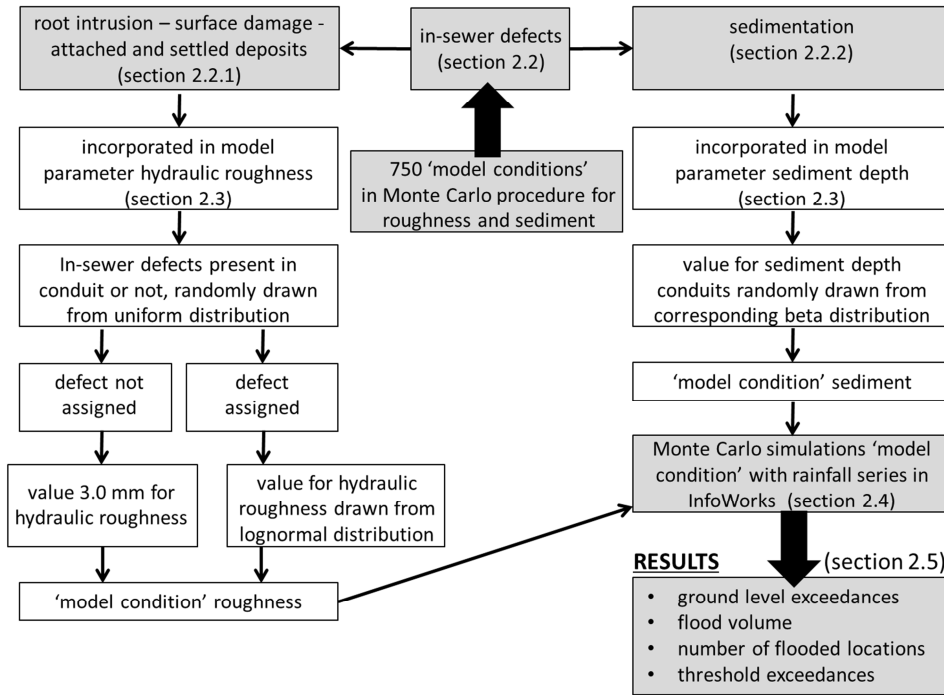 root intrusion – surface damage -
attached and settled deposits
(section 2.2.1)
in-sewer defects
(section 2.2)
sedimentation
(section 2.2.2)
incorporated in model
parameter hydraulic roughness
(section 2.3)
750 ‘model conditions’
in Monte Carlo procedure for
roughness and sediment
incorporated in model
parameter sediment depth
(section 2.3)
In-sewer defects present in
conduit or not, randomly drawn
from uniform distribution
value for sediment depth
conduits randomly drawn from
corresponding beta distribution
defect not
assigned
defect
assigned
‘model condition’ sediment
value 3.0 mm for
hydraulic roughness
value for hydraulic
roughness drawn from
lognormal distribution
Monte Carlo simulations ‘model
condition’ with rainfall series in
InfoWorks (section 2.4)
‘model condition’ roughness
RESULTS (section 2.5)
• ground level exceedances
• flood volume
• number of flooded locations
• threshold exceedances